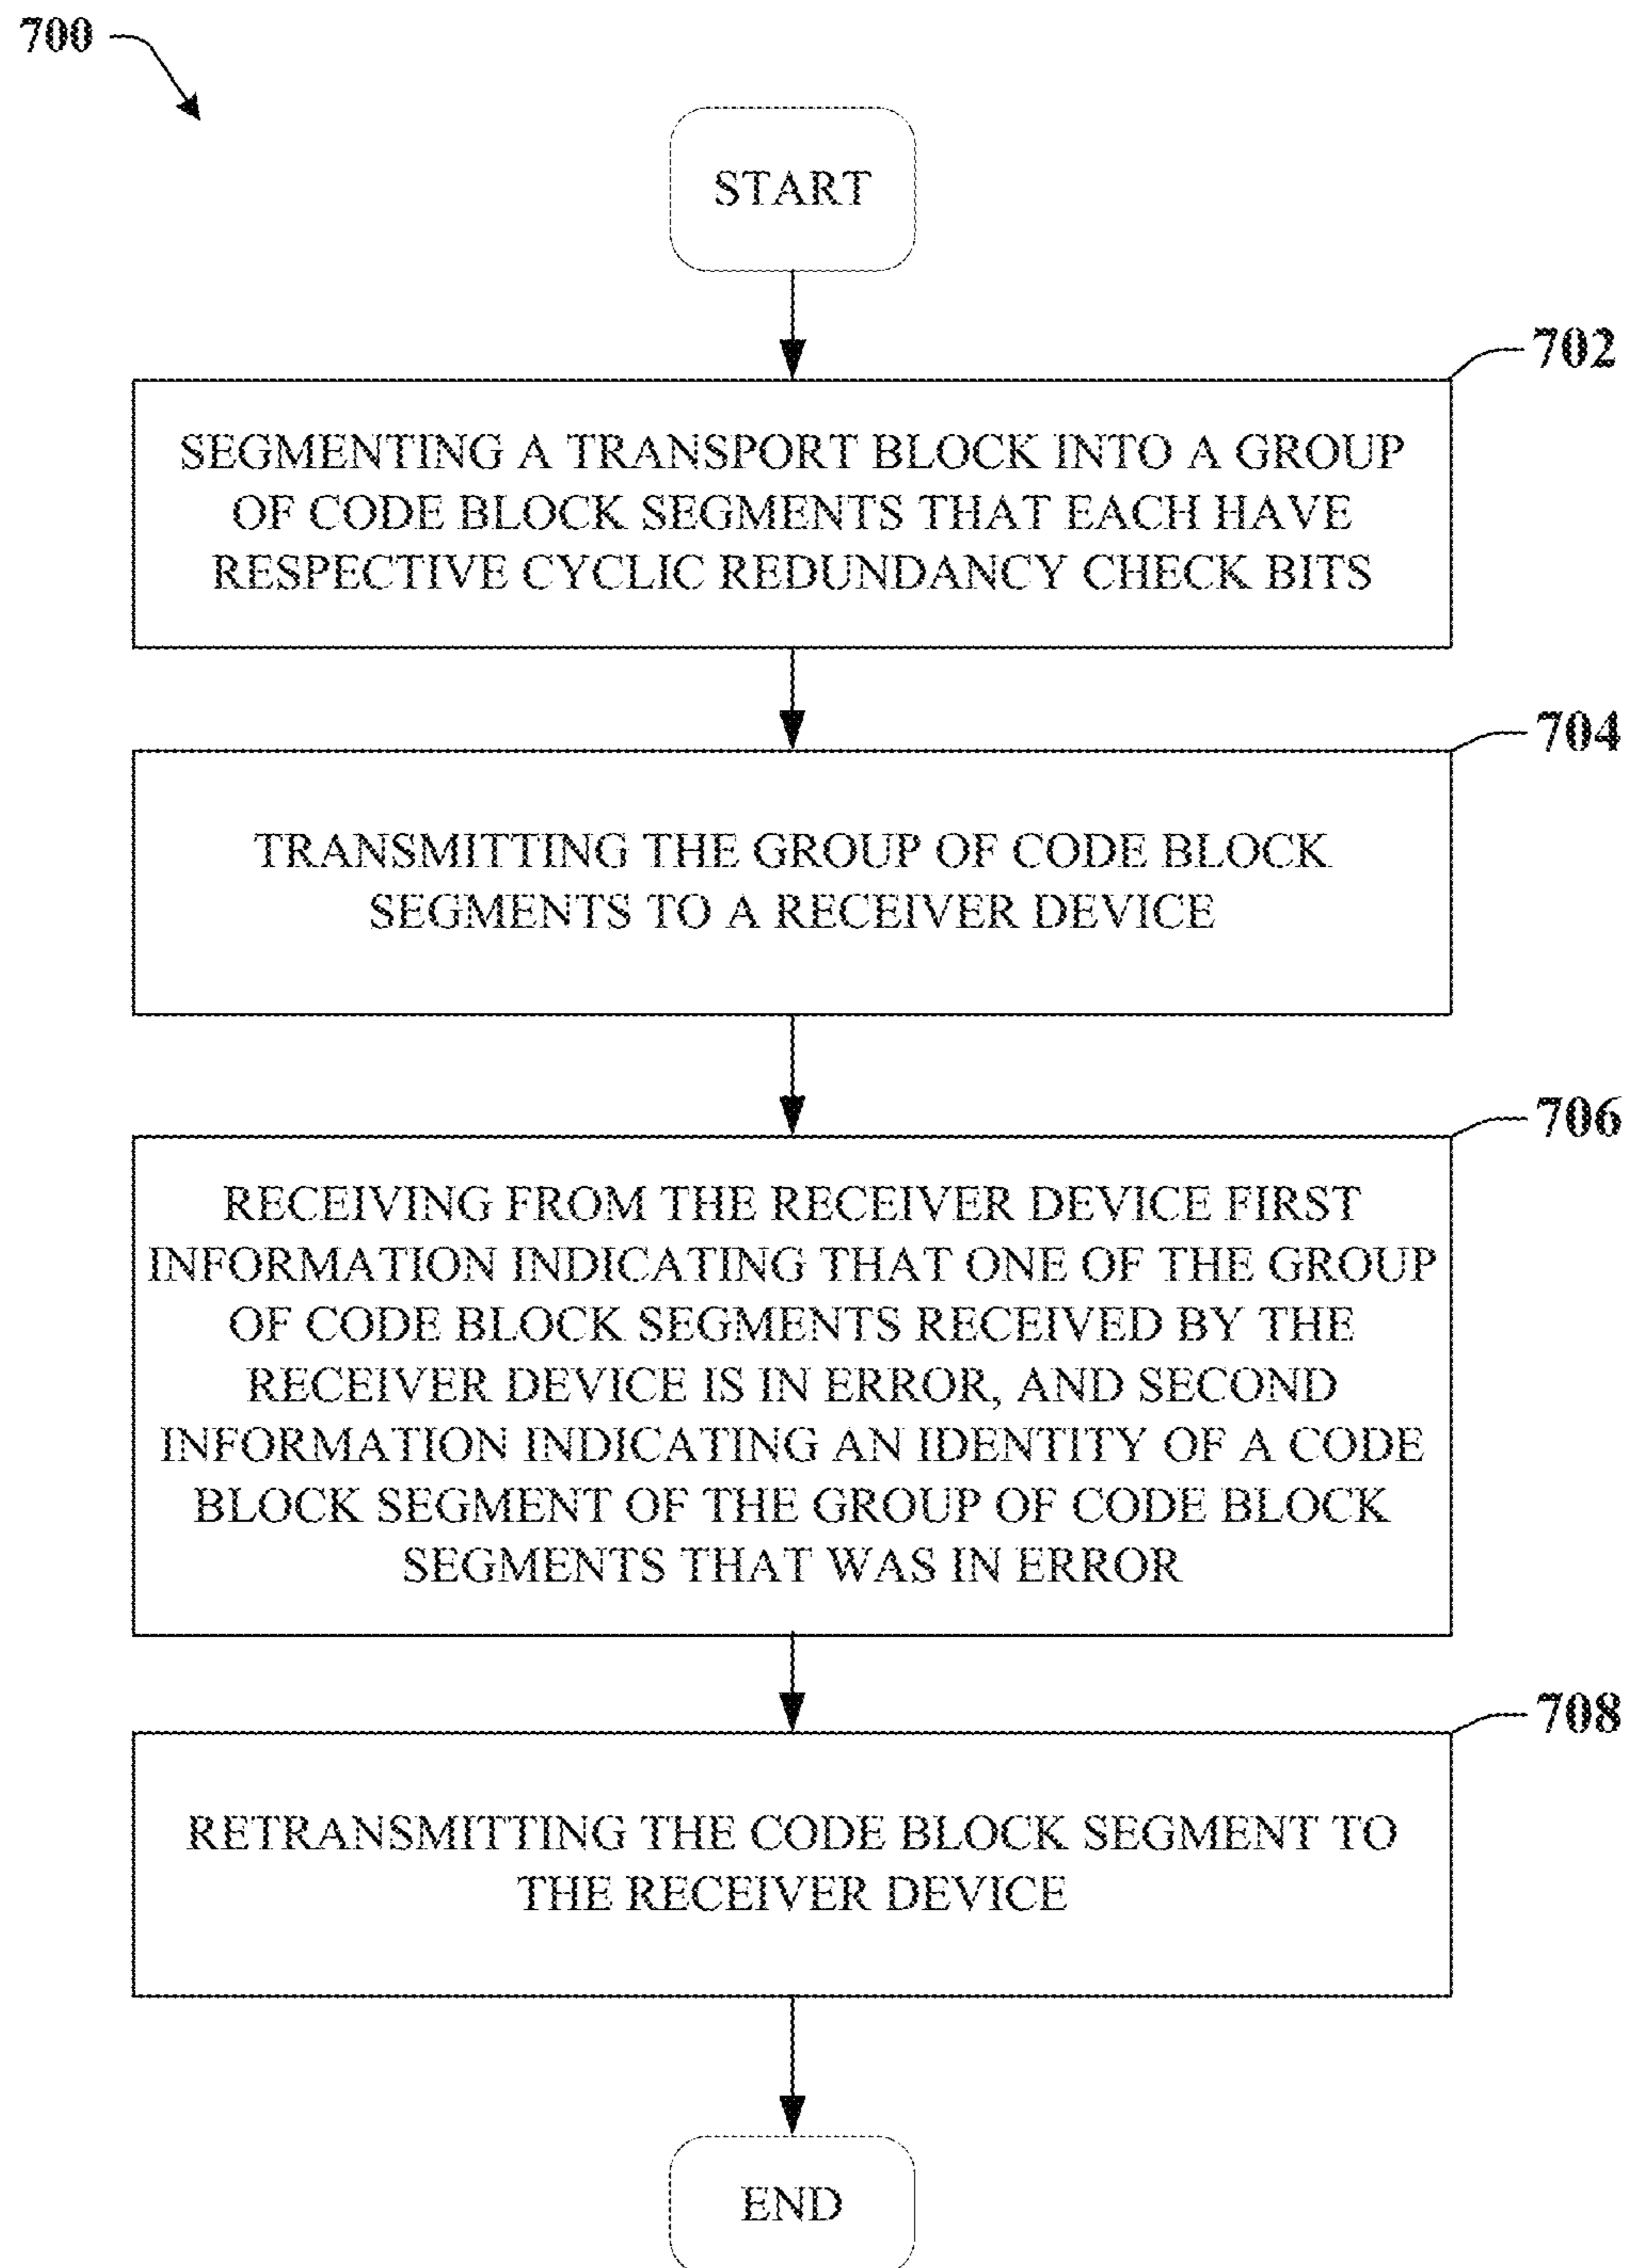 700
START
702
SEGMENTING A TRANSPORT BLOCK INTO A GROUP
OF CODE BLOCK SEGMENTS THAT EACH HAVE
RESPECTIVE CYCLIC REDUNDANCY CHECK BITS
704
TRANSMITTING THE GROUP OF CODE BLOCK
SEGMENTS TO A RECEIVER DEVICE
706
RECEIVING FROM THE RECEIVER DEVICE FIRST
INFORMATION INDICATING THAT ONE OF THE GROUP
OF CODE BLOCK SEGMENTS RECEIVED BY THE
RECEIVER DEVICE IS IN ERROR, AND SECOND
INFORMATION INDICATING AN IDENTITY OF A CODE
BLOCK SEGMENT OF THE GROUP OF CODE BLOCK
SEGMENTS THAT WAS IN ERROR
708
RETRANSMITTING THE CODE BLOCK SEGMENT TO
THE RECEIVER DEVICE
END